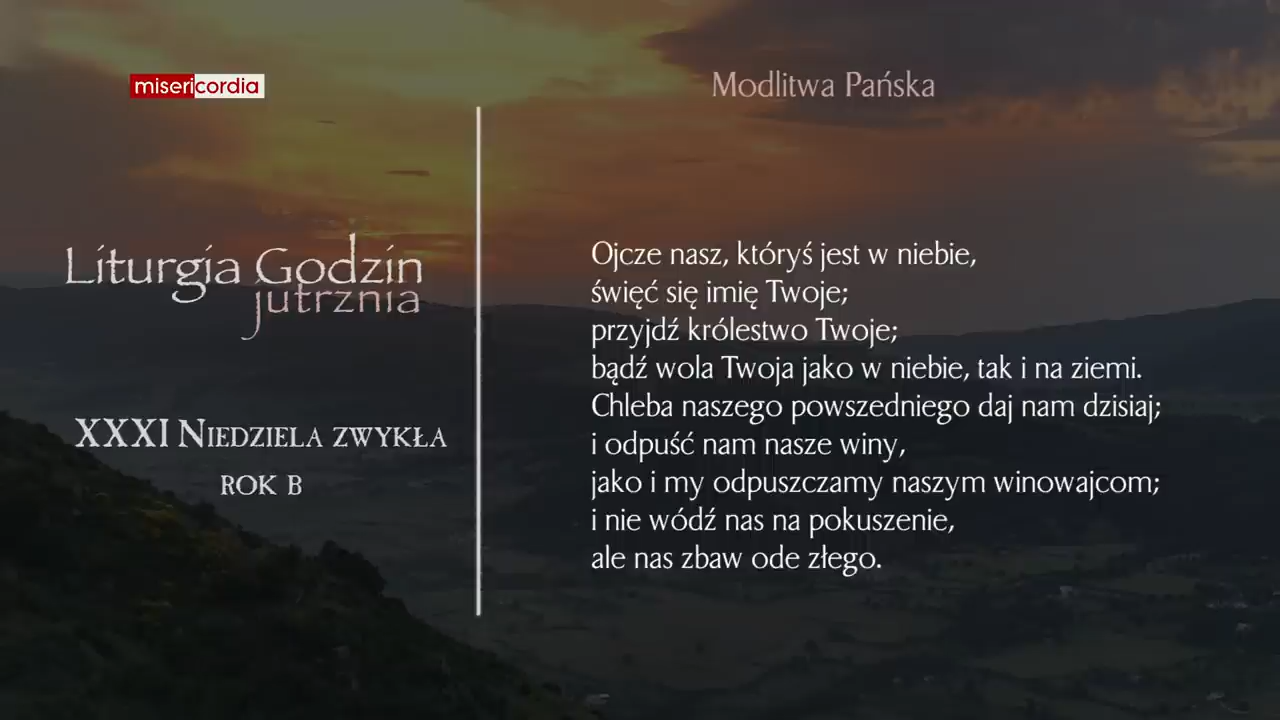 misericordia
Liturgia Godzin
jutrznia
XXXI Niedziela zwykła
rok B
Modlitwa Pańska
Ojcze nasz, któryś jest w niebie,
święć się imię Twoje;
przyjdź królestwo Twoje;
bądź wola Twoja jako w niebie, tak i na ziemi.
Chleba naszego powszedniego daj nam dzisiaj;
i odpuść nam nasze winy,
jako i my odpuszczamy naszym winowajcom;
i nie wódź nas na pokuszenie,
ale nas zbaw ode złego.